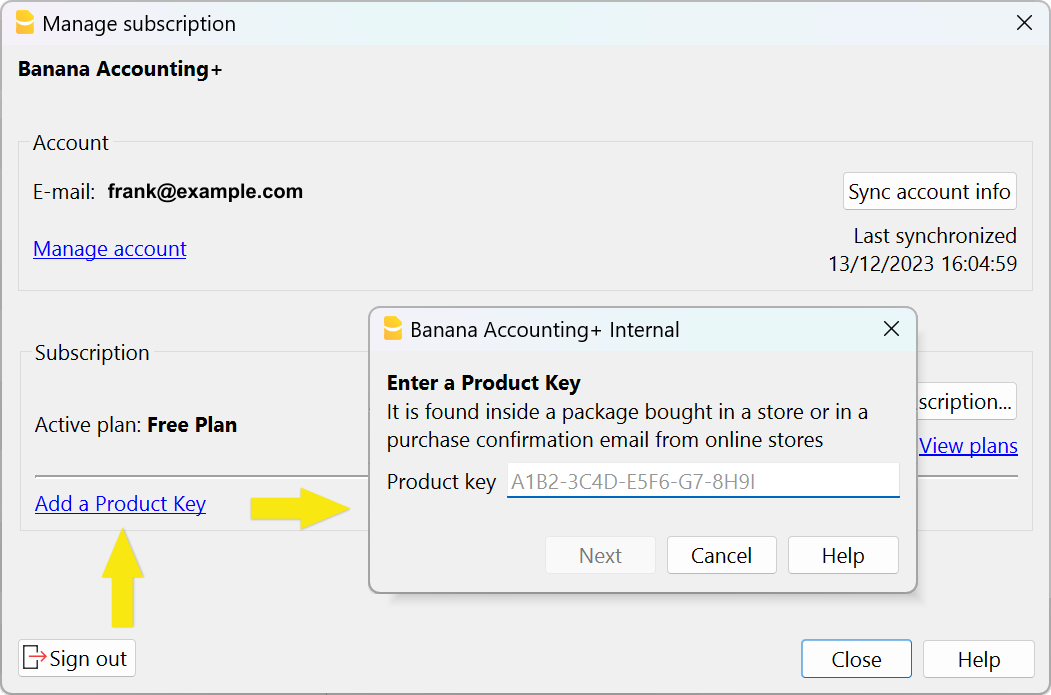 Manage subscription
Banana Accounting+
Account
E-mail: frank@example.com
Sync account info
Manage account
Last synchronized
13/12/2023 16:04:59
Subscription
Active plan: Free Plan
scription...
View plans
Add a Product Key
Banana Accounting+ Internal
Enter a Product Key
It is found inside a package bought in a store or in a
purchase confirmation email from online stores
Product key A1B2-3C4D-E5F6-G7-8H9I
Next
Cancel
Help
Sign out
Close
Help